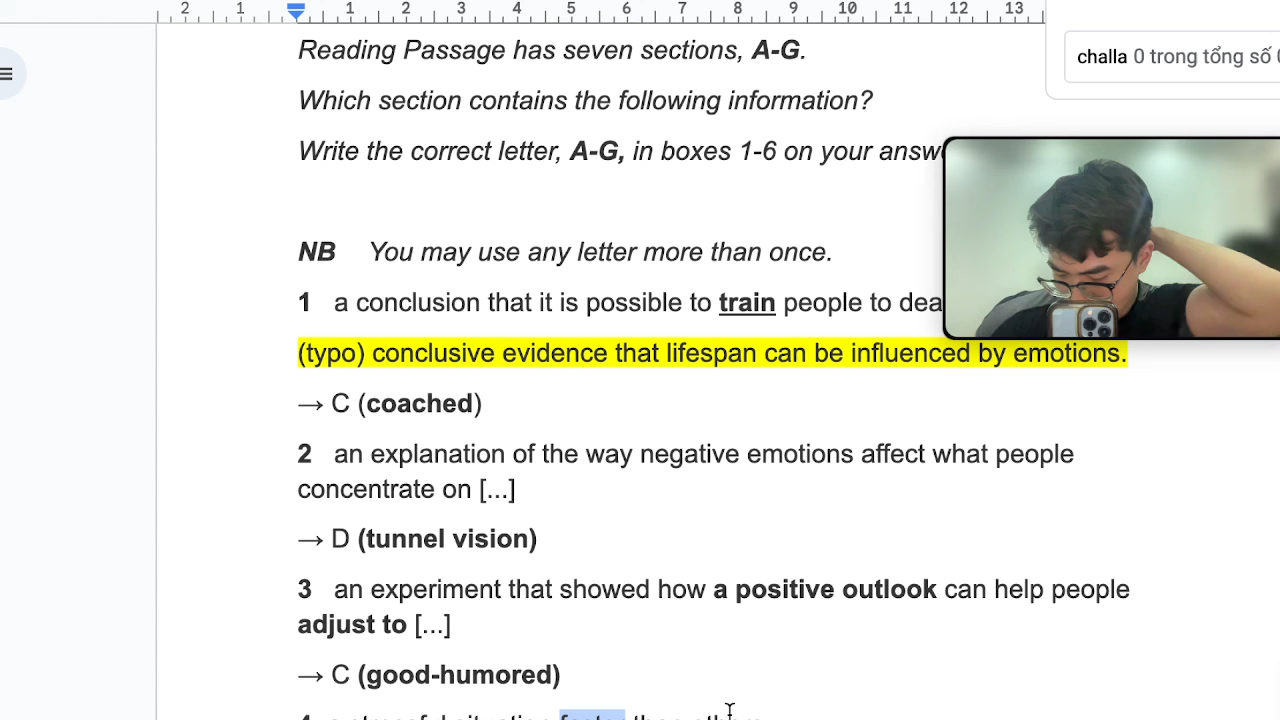 2 1 1 2 3 4 5 6 7 8 9 10 11 12 13
Reading Passage has seven sections, A-G.
challa 0 trong tổng số
Which section contains the following information?
Write the correct letter, A-G, in boxes 1-6 on your
NB You may use any letter more than once.
1 a conclusion that it is possible to train people to
(typo) conclusive evidence that lifespan can be influenced by emotions.
→ C (coached)
2 an explanation of the way negative emotions affect what people
concentrate on [...]
→ D (tunnel vision)
3 an experiment that showed how a positive outlook can help people
adjust to [...]
→ C (good-humored)